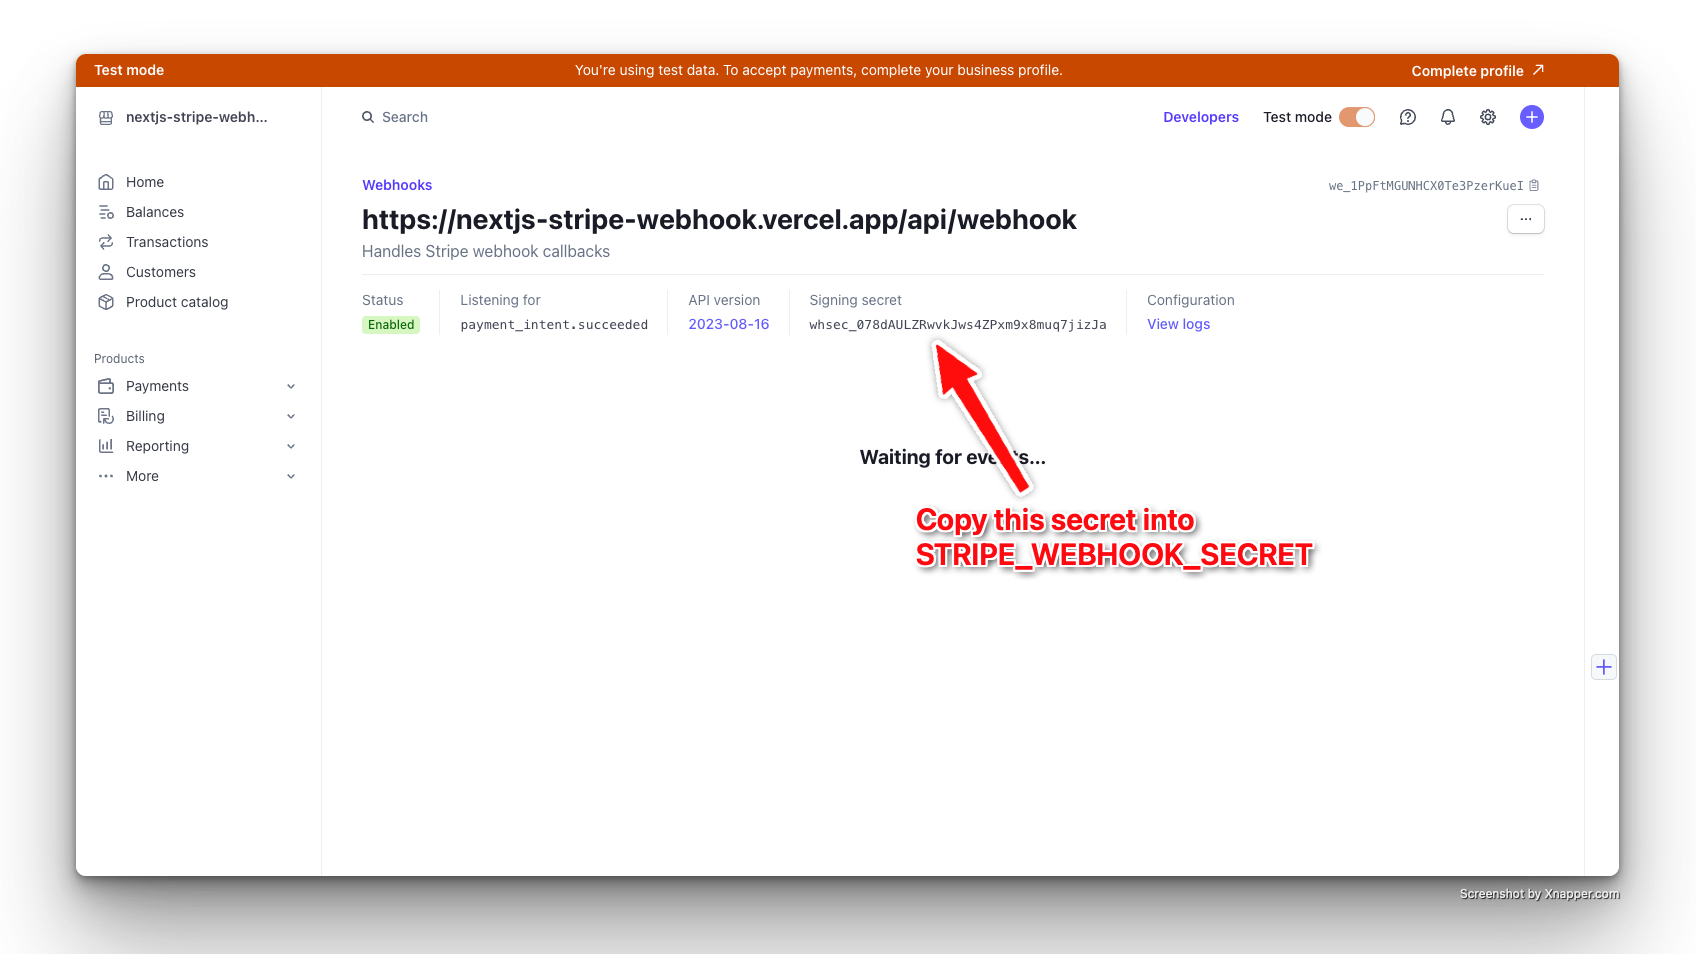 Test mode
You're using test data. To accept payments, complete your business profile.
Complete profile
nextjs-stripe-webh...
Search
Developers
Test mode
Home
Balances
Transactions
Customers
Product catalog
Products
Payments
Billing
Reporting
More
Webhooks
we_1PpFtMGUNHCX0Te3PzerKueI
https://nextjs-stripe-webhook.vercel.app/api/webhook
Handles Stripe webhook callbacks
Status
Enabled
Listening for
payment_intent.succeeded
API version
2023-08-16
Signing secret
whsec_078dAULZRwvkJws4ZPxm9x8muq7jizJa
Configuration
View logs
Waiting for events...
Copy this secret into
STRIPE_WEBHOOK_SECRET
Screenshot by Xnapper.com